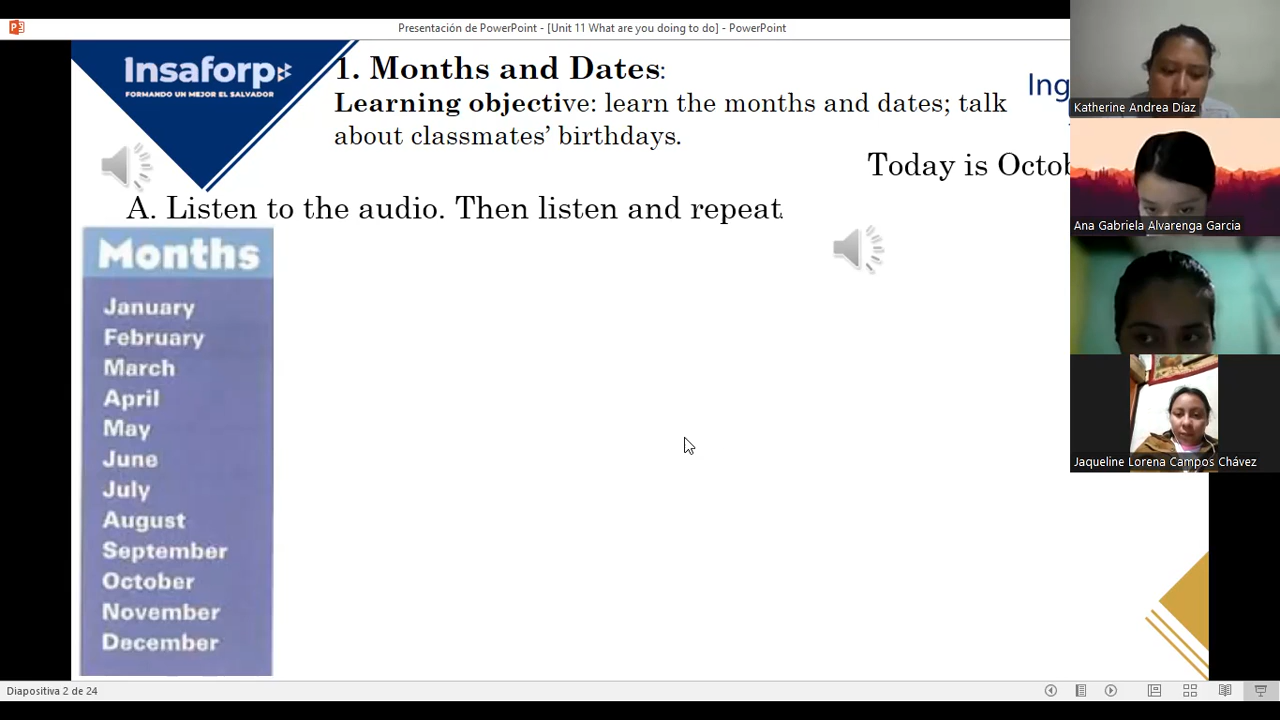 Presentación de PowerPoint - [Unit 11 What are you doing to do] - PowerPoint
Insaforp
FORMANDO UN MEJOR EL SALVADOR
1. Months and Dates:
Learning objective: learn the months and dates; talk
about classmates' birthdays.
Ing
Today is Octob
A. Listen to the audio. Then listen and repeat.
Months
January
February
March
April
May
June
July
August
September
October
November
December
Katherine Andrea Díaz
Ana Gabriela Alvarenga Garcia
Jaqueline Lorena Campos Chávez
Diapositiva 2 de 24